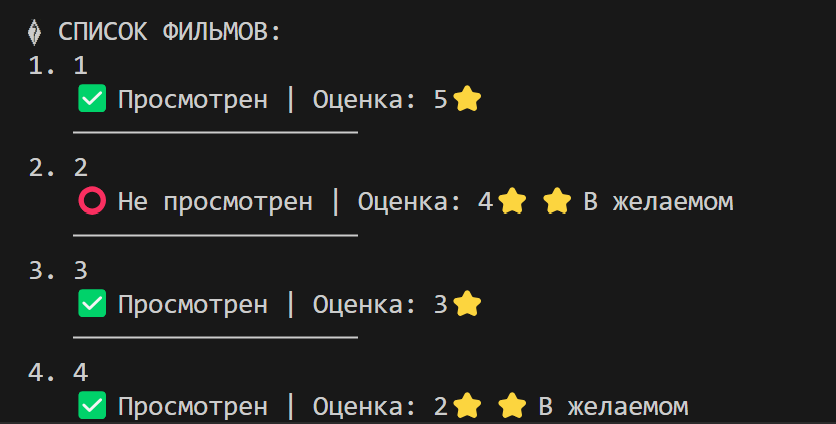 � СПИСОК ФИЛЬМОВ:
1. 1
✅ Просмотрен | Оценка: 5⭐
2. 2
⭕ Не просмотрен | Оценка: 4⭐ ⭐ В желаемом
3. 3
✅ Просмотрен | Оценка: 3⭐
4. 4
✅ Просмотрен | Оценка: 2⭐ ⭐ В желаемом